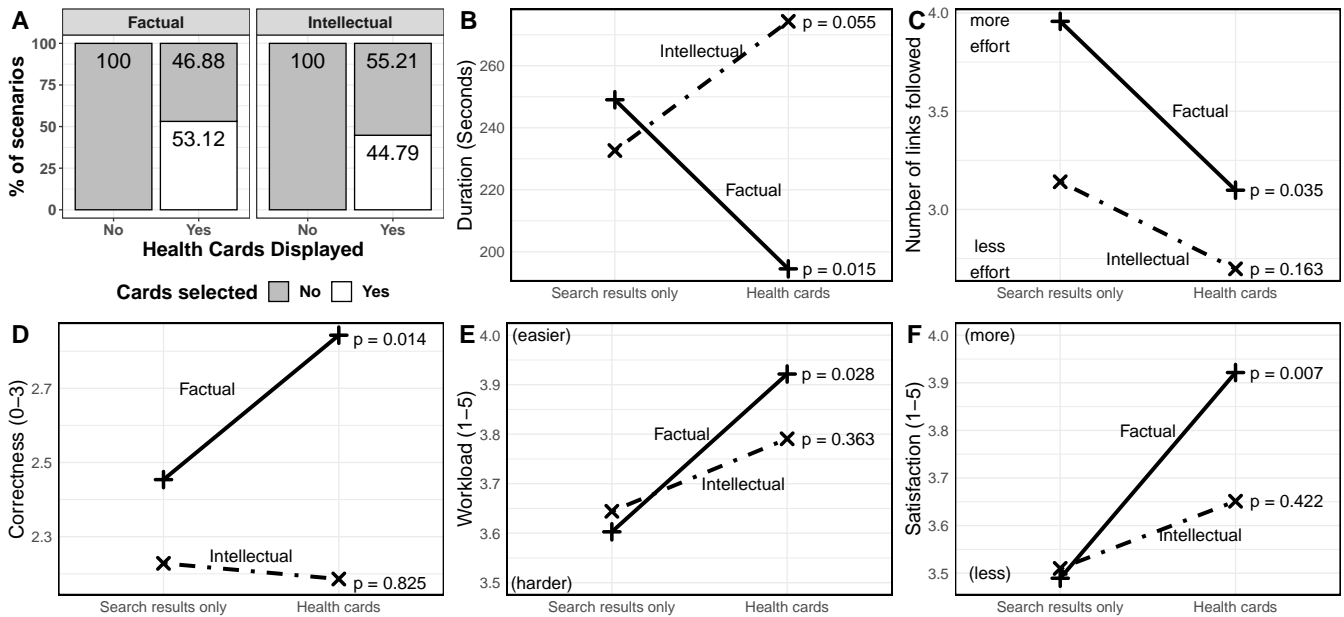 A
Factual
Intellectual
% of scenarios
100
75
50
25
0
100
46.88
53.12
100
55.21
44.79
No
Yes
No
Yes
Health Cards Displayed
Cards selected No Yes
B
Duration (Seconds)
260
240
220
200
Intellectual
p = 0.055
Factual
p = 0.015
Search results only
Health cards
C
Number of links followed
4.0
3.5
3.0
more
effort
Factual
p = 0.035
less
effort
Intellectual
p = 0.163
Search results only
Health cards
D
Correctness (0–3)
2.7
2.5
2.3
p = 0.014
Factual
Intellectual
p = 0.825
Search results only
Health cards
E
Workload (1–5)
4.0
3.9
3.8
3.7
3.6
3.5
(easier)
p = 0.028
Factual
p = 0.363
Intellectual
(harder)
Search results only
Health cards
F
Satisfaction (1–5)
4.0
3.9
3.8
3.7
3.6
3.5
(more)
p = 0.007
Factual
p = 0.422
Intellectual
(less)
Search results only
Health cards